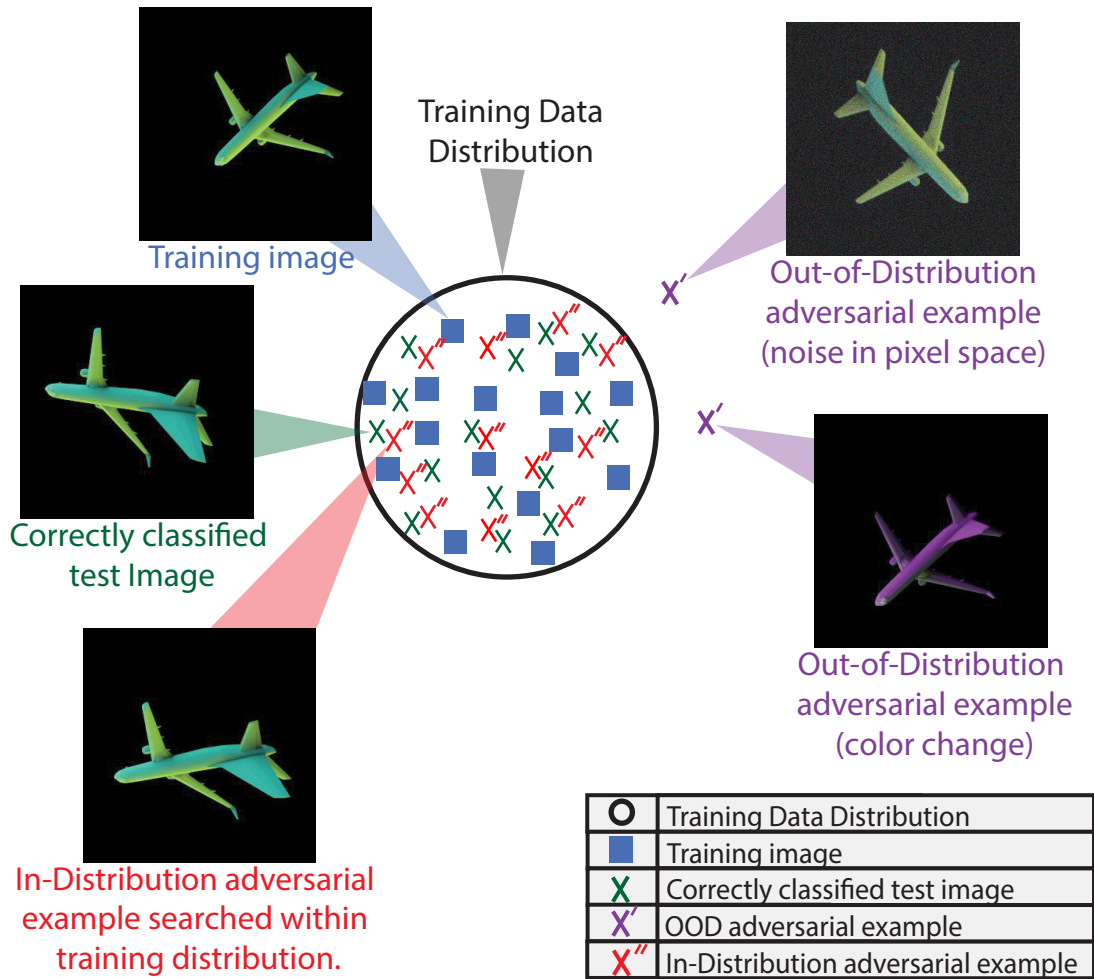 Training Data
Distribution
Training image
Out-of-Distribution
adversarial example
(noise in pixel space)
Correctly classified
test Image
Out-of-Distribution
adversarial example
(color change)
In-Distribution adversarial
example searched within
training distribution.
X'
X'
X X" X" X X" X X X"
X X
X X" X X" X" X
X" X X" X
X
X X" X" X X X"
O Training Data Distribution
Training image
X Correctly classified test image
X' OOD adversarial example
X" In-Distribution adversarial example